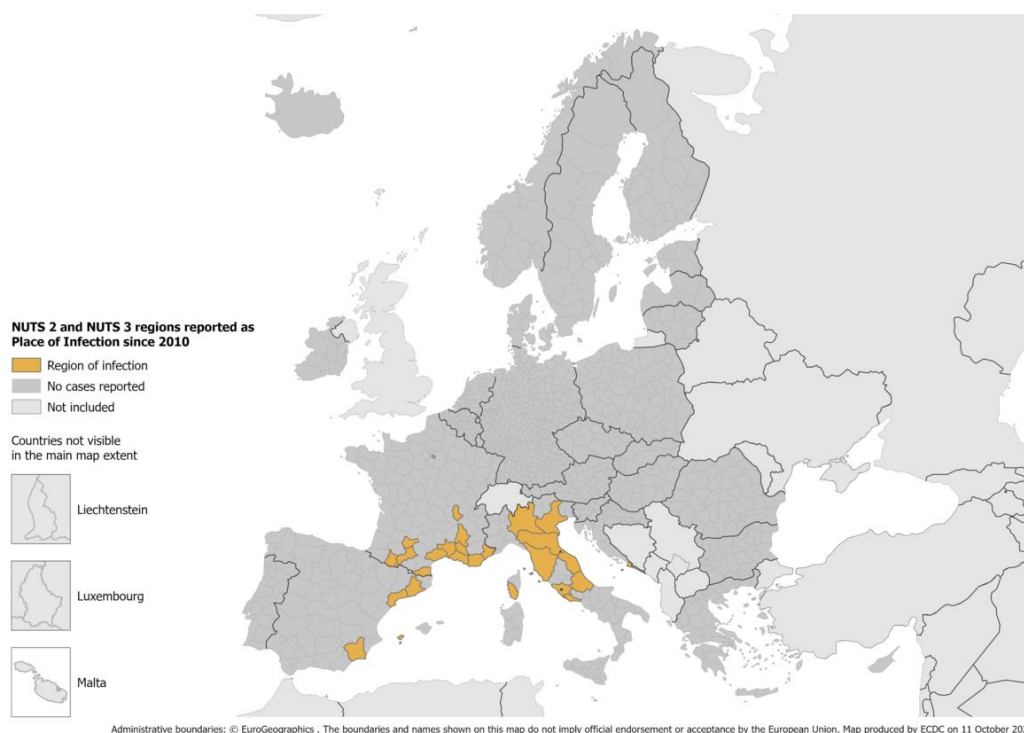 NUTS 2 and NUTS 3 regions reported as
Place of Infection since 2010
Region of infection
No cases reported
Not included
Countries not visible
in the main map extent
Liechtenstein
Luxembourg
Malta
Administrative boundaries: © EuroGeographics . The boundaries and names shown on this map do not imply official endorsement or acceptance by the European Union. Map produced by ECDC on 11 October